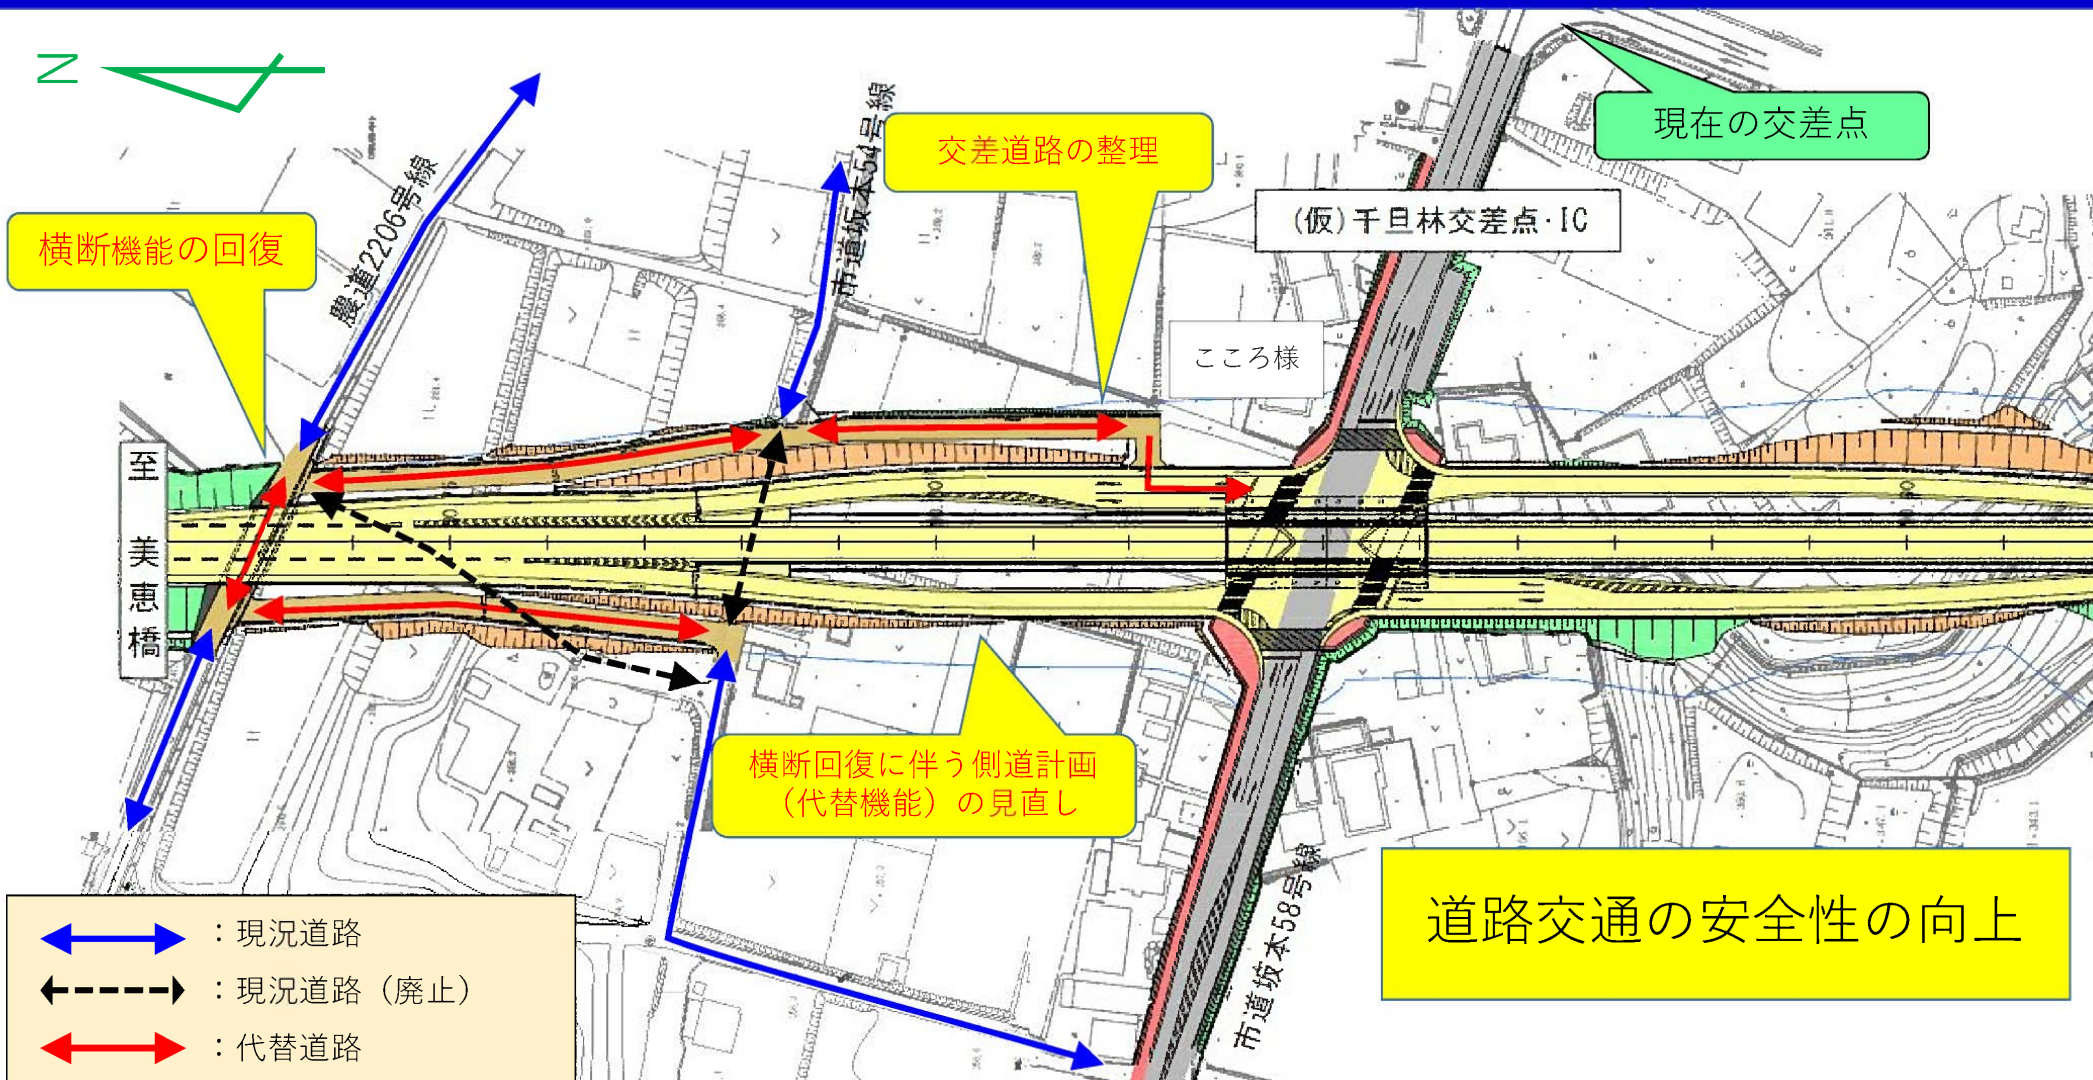 N
農道2206号線
市道坂本54号線
交差道路の整理
現在の交差点
横断機能の回復
(仮)千旦林交差点・IC
こころ様
至 美恵橋
横断回復に伴う側道計画
（代替機能）の見直し
市道坂本58号線
道路交通の安全性の向上
：現況道路
：現況道路（廃止）
：代替道路